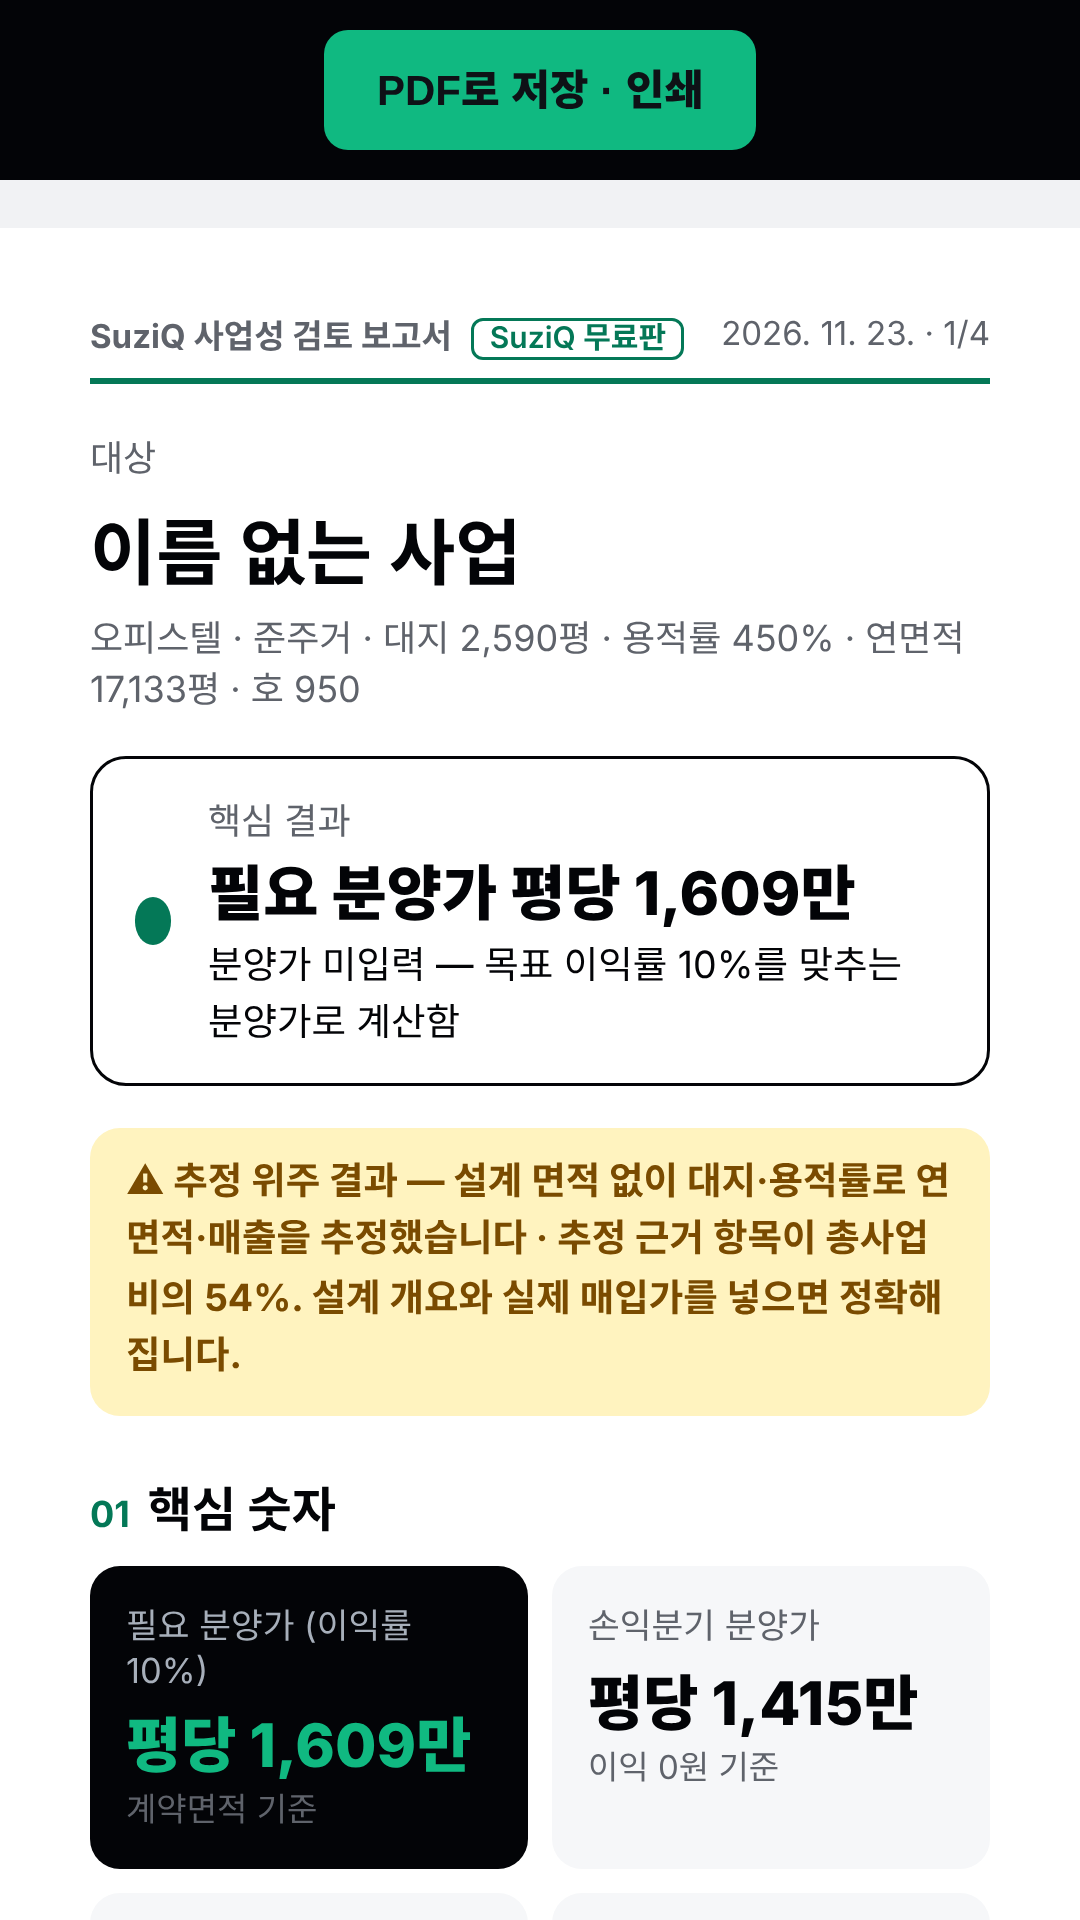 PDF로 저장 · 인쇄
SuziQ 사업성 검토 보고서 SuziQ 무료판 2026. 11. 23. · 1/4
대상
이름 없는 사업
오피스텔 · 준주거 · 대지 2,590평 · 용적률 450% · 연면적
17,133평 · 호 950
핵심 결과
필요 분양가 평당 1,609만
분양가 미입력 — 목표 이익률 10%를 맞추는
분양가로 계산함
⚠ 추정 위주 결과 — 설계 면적 없이 대지·용적률로 연
면적·매출을 추정했습니다 · 추정 근거 항목이 총사업
비의 54%. 설계 개요와 실제 매입가를 넣으면 정확해
집니다.
01 핵심 숫자
필요 분양가 (이익률
10%)
평당 1,609만
계약면적 기준
손익분기 분양가
평당 1,415만
이익 0원 기준